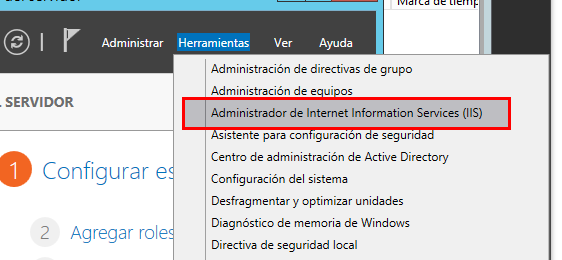 Marca de tiemp
Administrar Herramientas Ver Ayuda
Administración de directivas de grupo
Administración de equipos
Administrador de Internet Information Services (IIS)
SERVIDOR
Asistente para configuración de seguridad
Centro de administración de Active Directory
1 Configurar es
Configuración del sistema
Desfragmentar y optimizar unidades
2 Agregar roles
Diagnóstico de memoria de Windows
Directiva de seguridad local